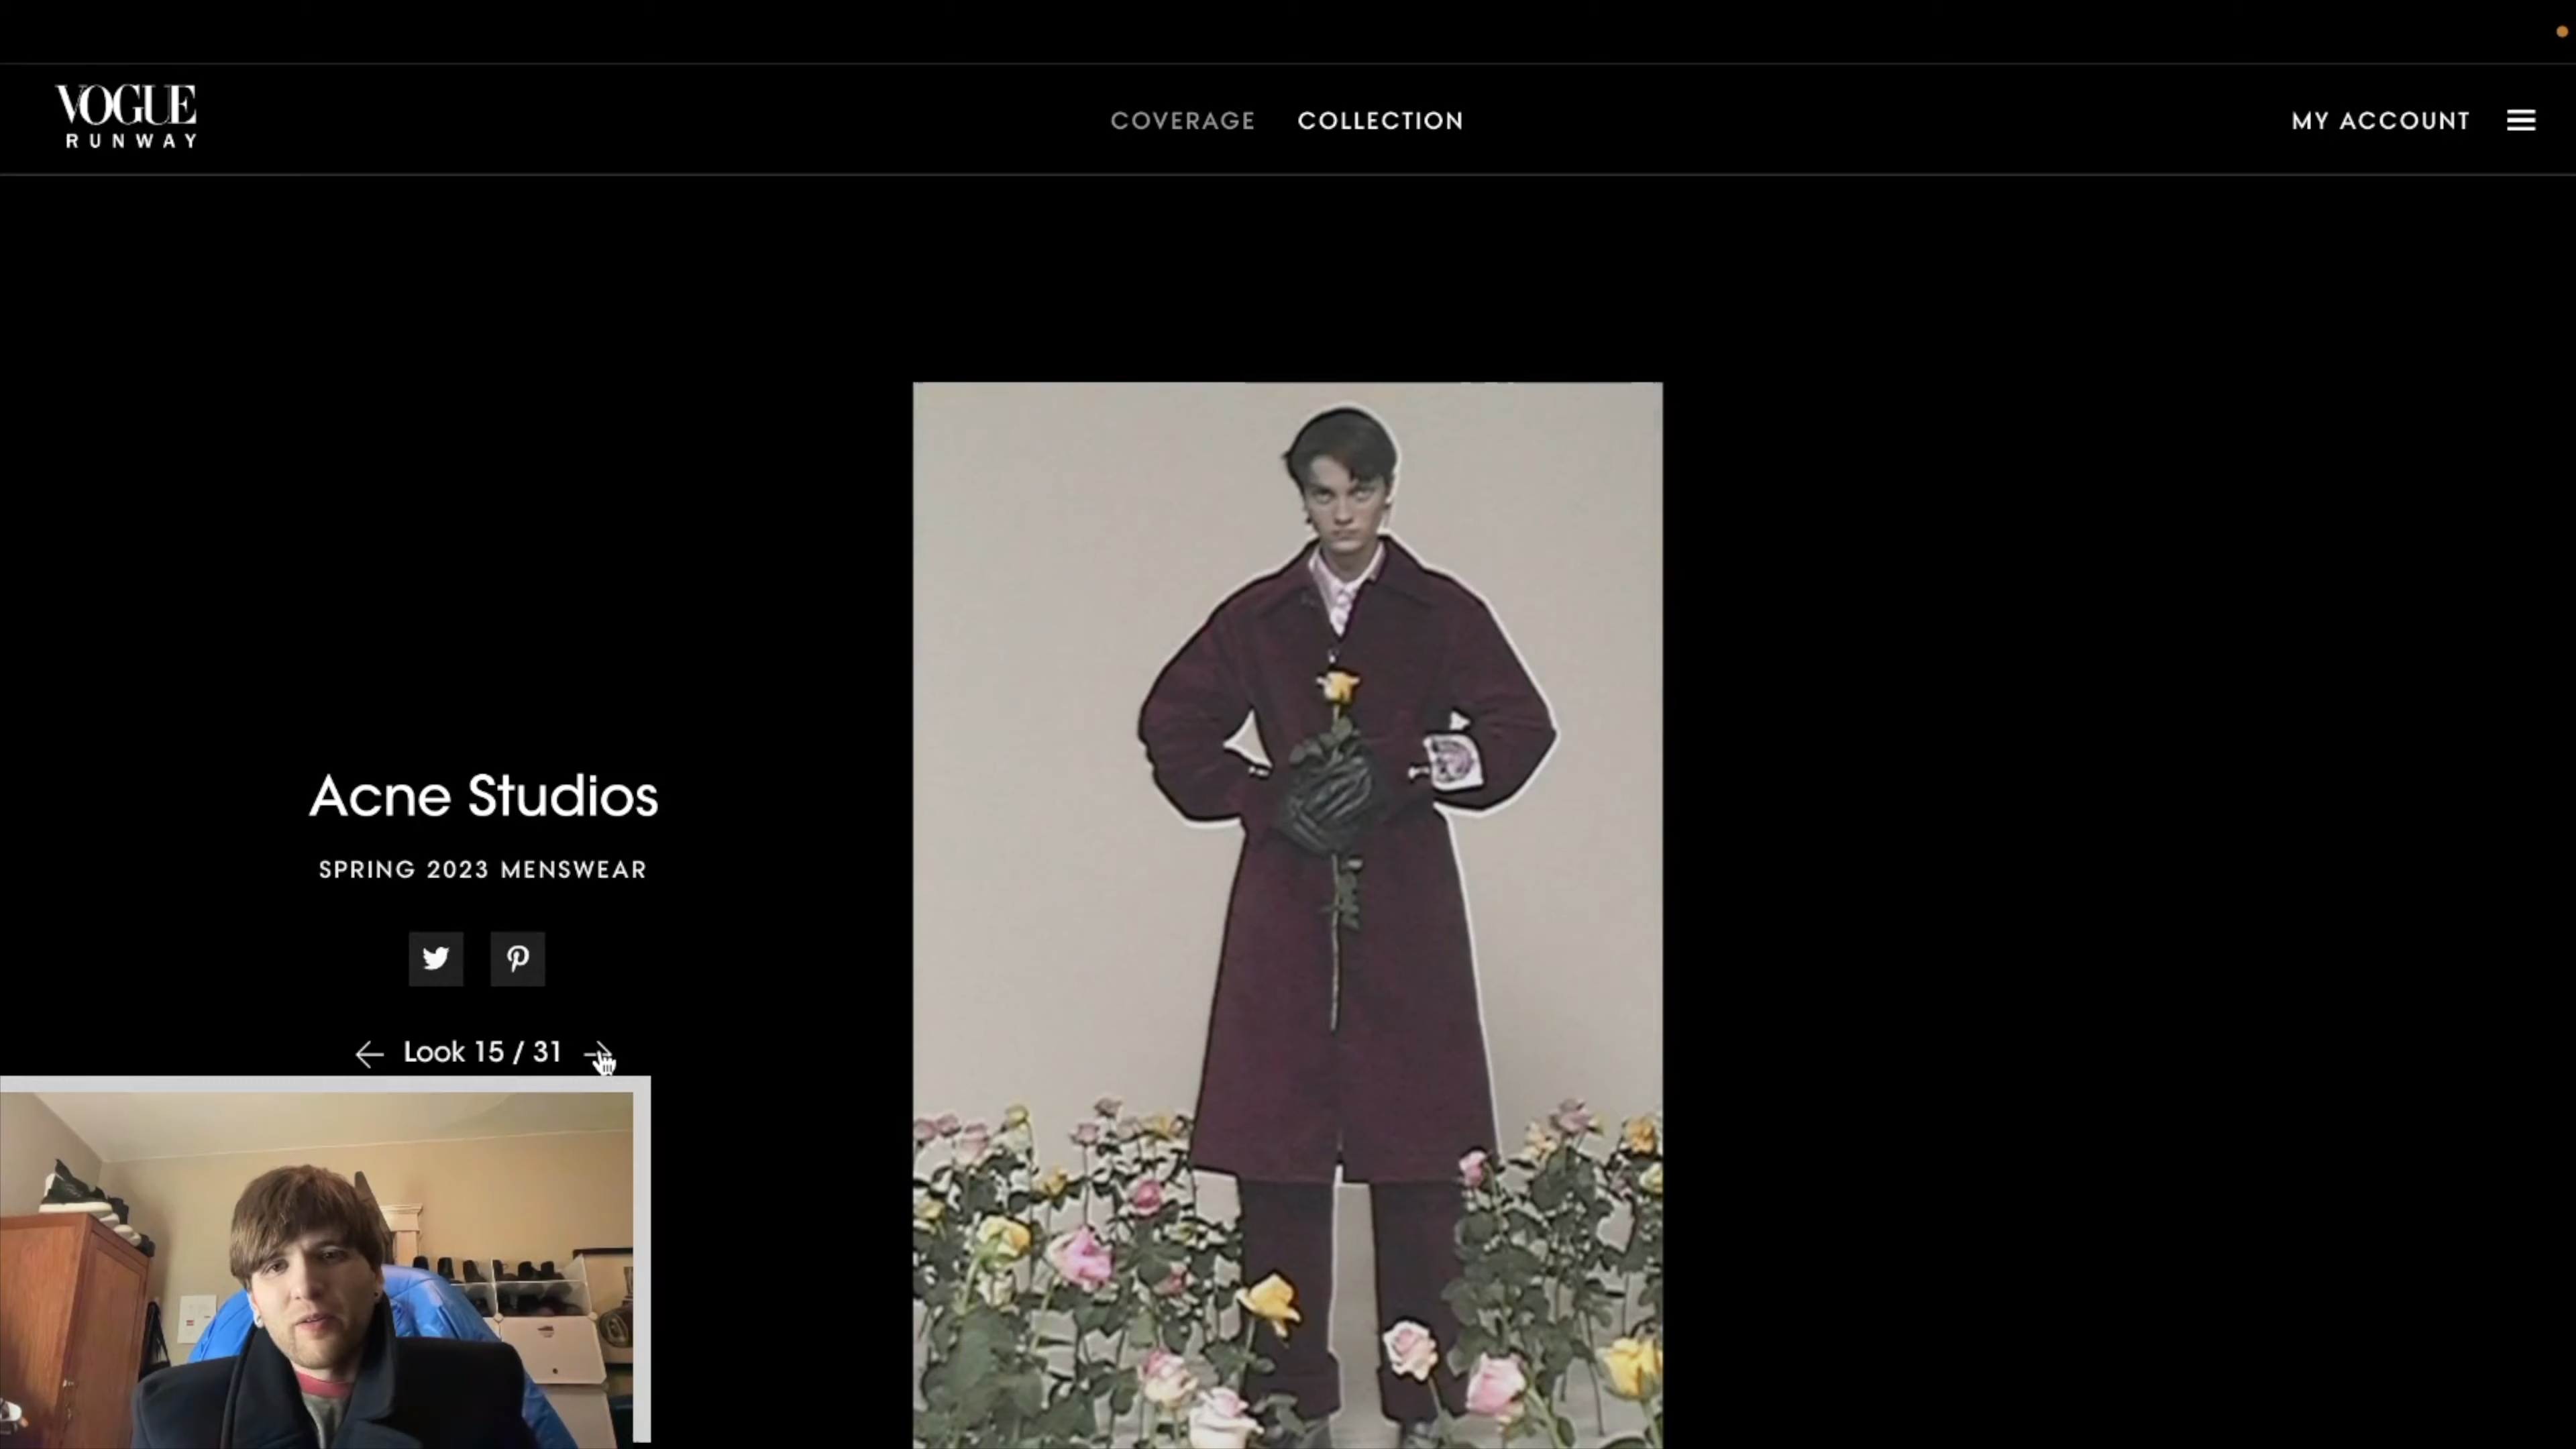 VOGUE
RUNWAY
COVERAGE COLLECTION
MY ACCOUNT
Acne Studios
SPRING 2023 MENSWEAR
Look 15 / 31